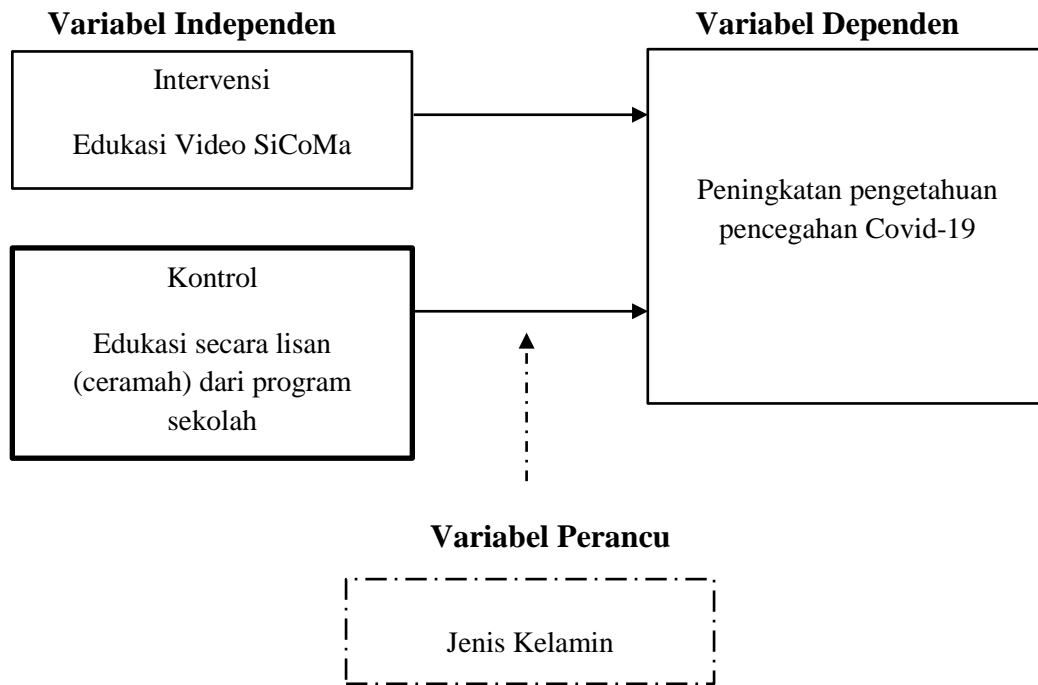 Variabel Independen
Intervensi
Edukasi Video SiCoMa
Kontrol
Edukasi secara lisan
(ceramah) dari program
sekolah
Variabel Dependen
Peningkatan pengetahuan
pencegahan Covid-19
Variabel Perancu
Jenis Kelamin